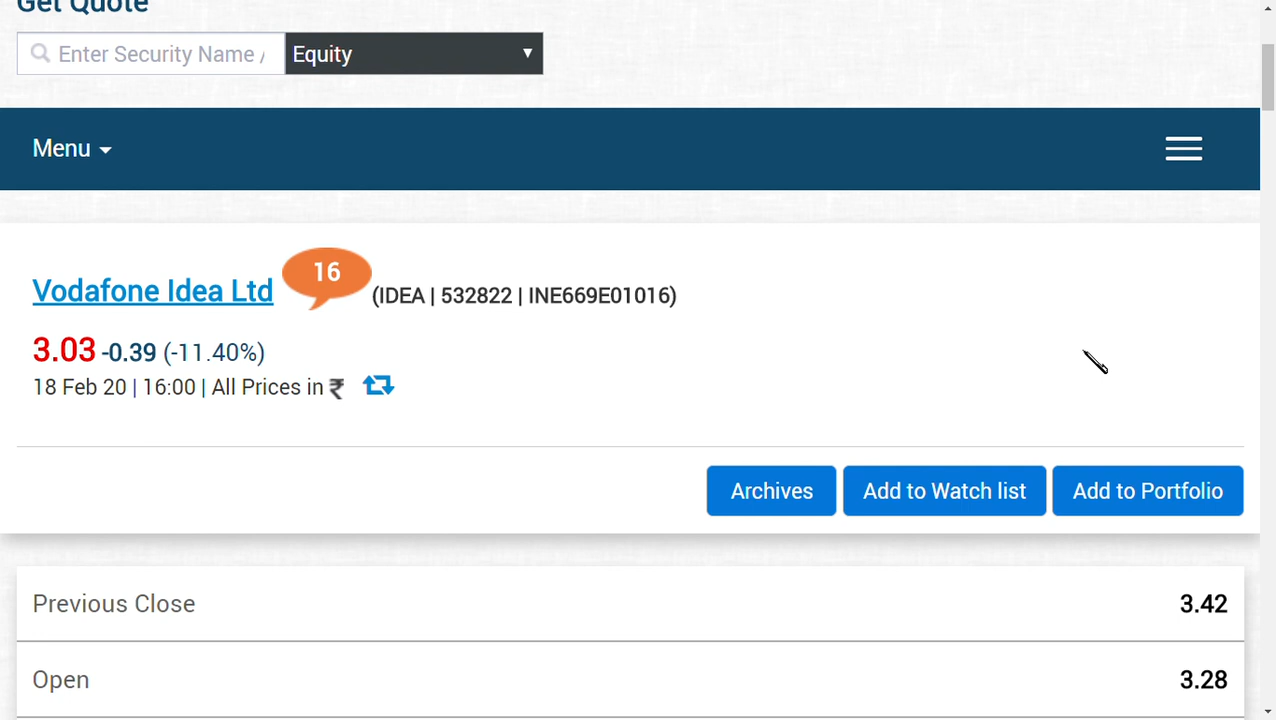 Get Quote
Enter Security Name /
Equity
Menu
Vodafone Idea Ltd
16
(IDEA | 532822 | INE669E01016)
3.03 -0.39 (-11.40%)
18 Feb 20 | 16:00 | All Prices in ₹
Archives
Add to Watch list
Add to Portfolio
Previous Close 3.42
Open 3.28